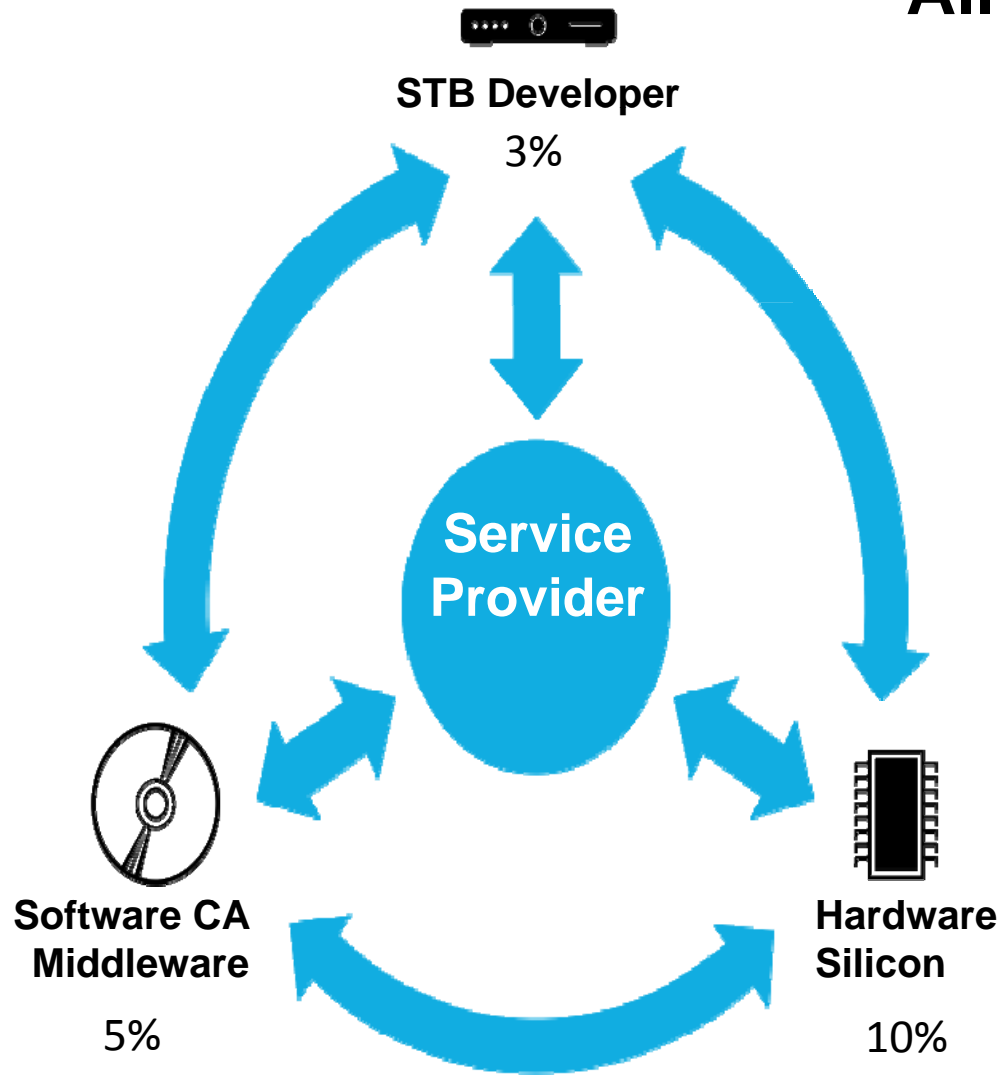 STB Developer
3%
Service
Provider
Software CA
Middleware
5%
Hardware
Silicon
10%